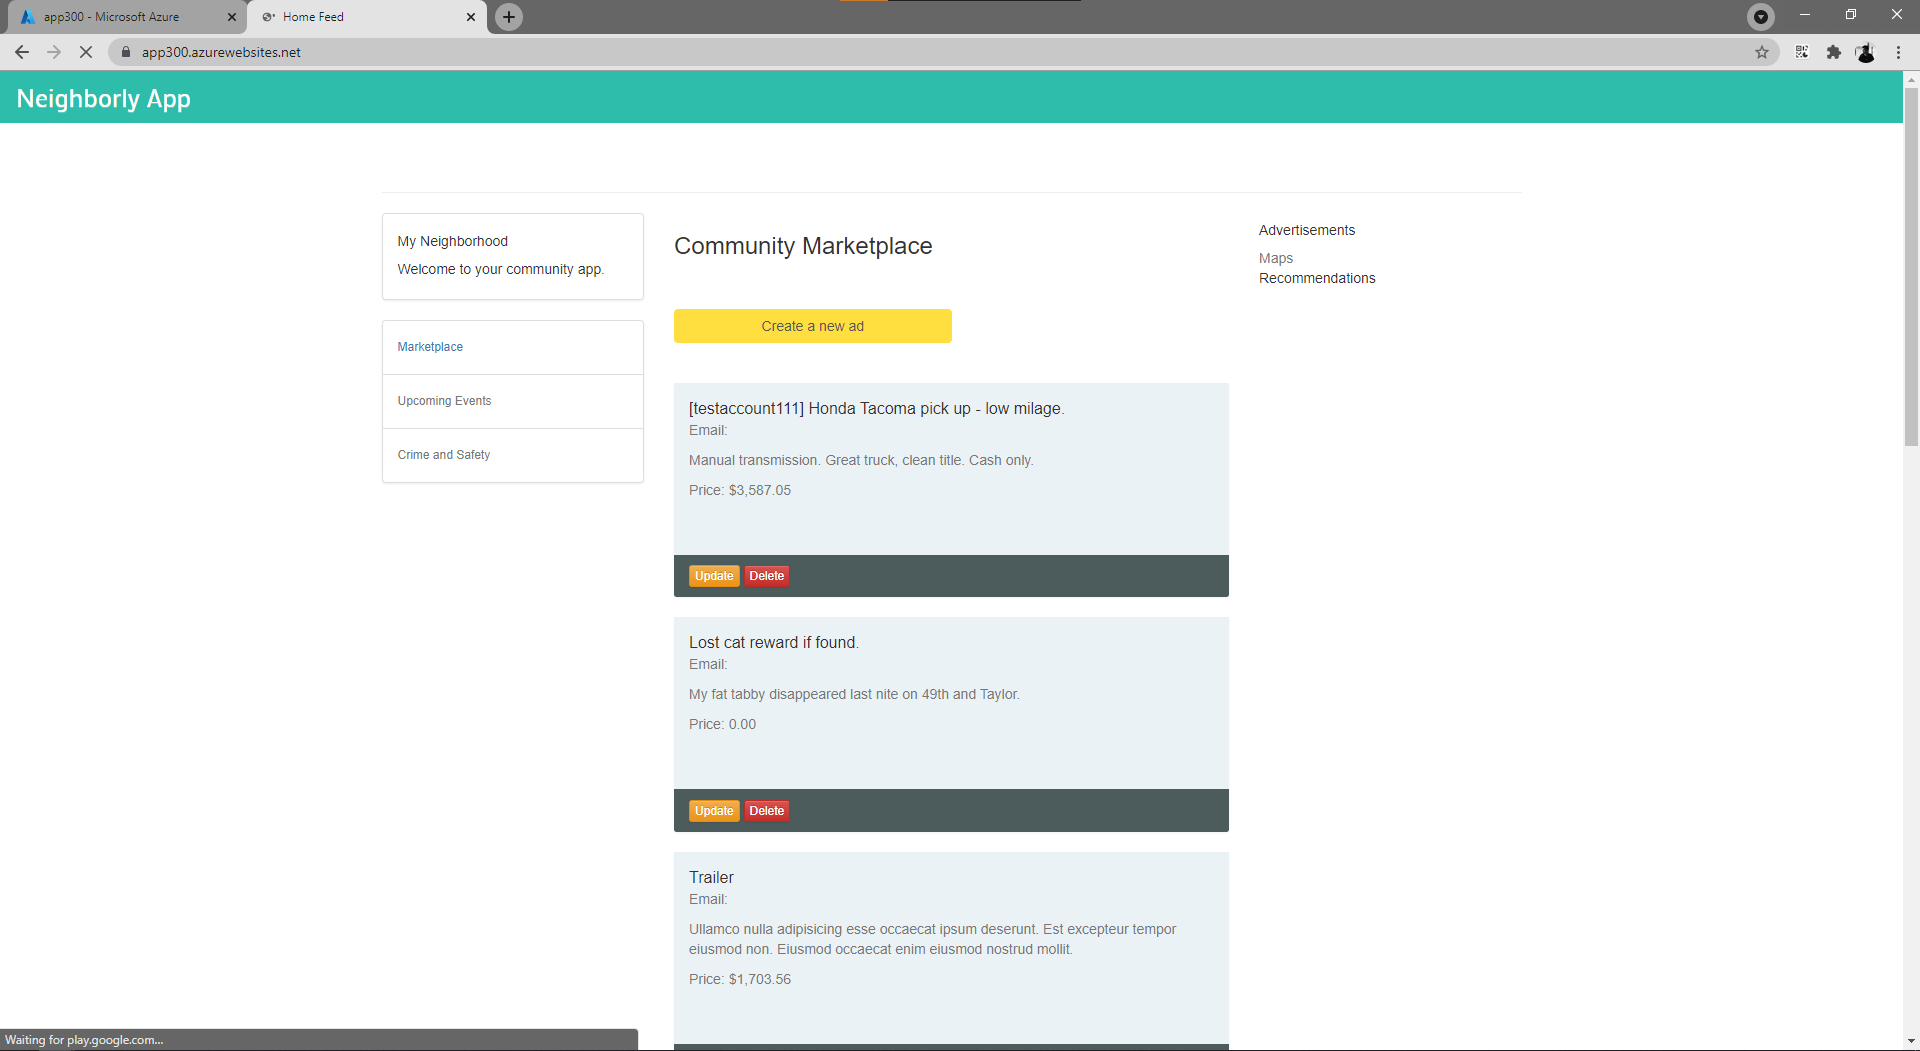 app300 - Microsoft Azure
Home Feed
app300.azurewebsites.net
Neighborly App
My Neighborhood
Welcome to your community app.
Marketplace
Upcoming Events
Crime and Safety
Community Marketplace
Create a new ad
[testaccount111] Honda Tacoma pick up - low milage.
Email:
Manual transmission. Great truck, clean title. Cash only.
Price: $3,587.05
Update Delete
Lost cat reward if found.
Email:
My fat tabby disappeared last nite on 49th and Taylor.
Price: 0.00
Update Delete
Trailer
Email:
Ullamco nulla adipisicing esse occaecat ipsum deserunt. Est excepteur tempor
eiusmod non. Eiusmod occaecat enim eiusmod nostrud mollit.
Price: $1,703.56
Advertisements
Maps
Recommendations
Waiting for play.google.com...